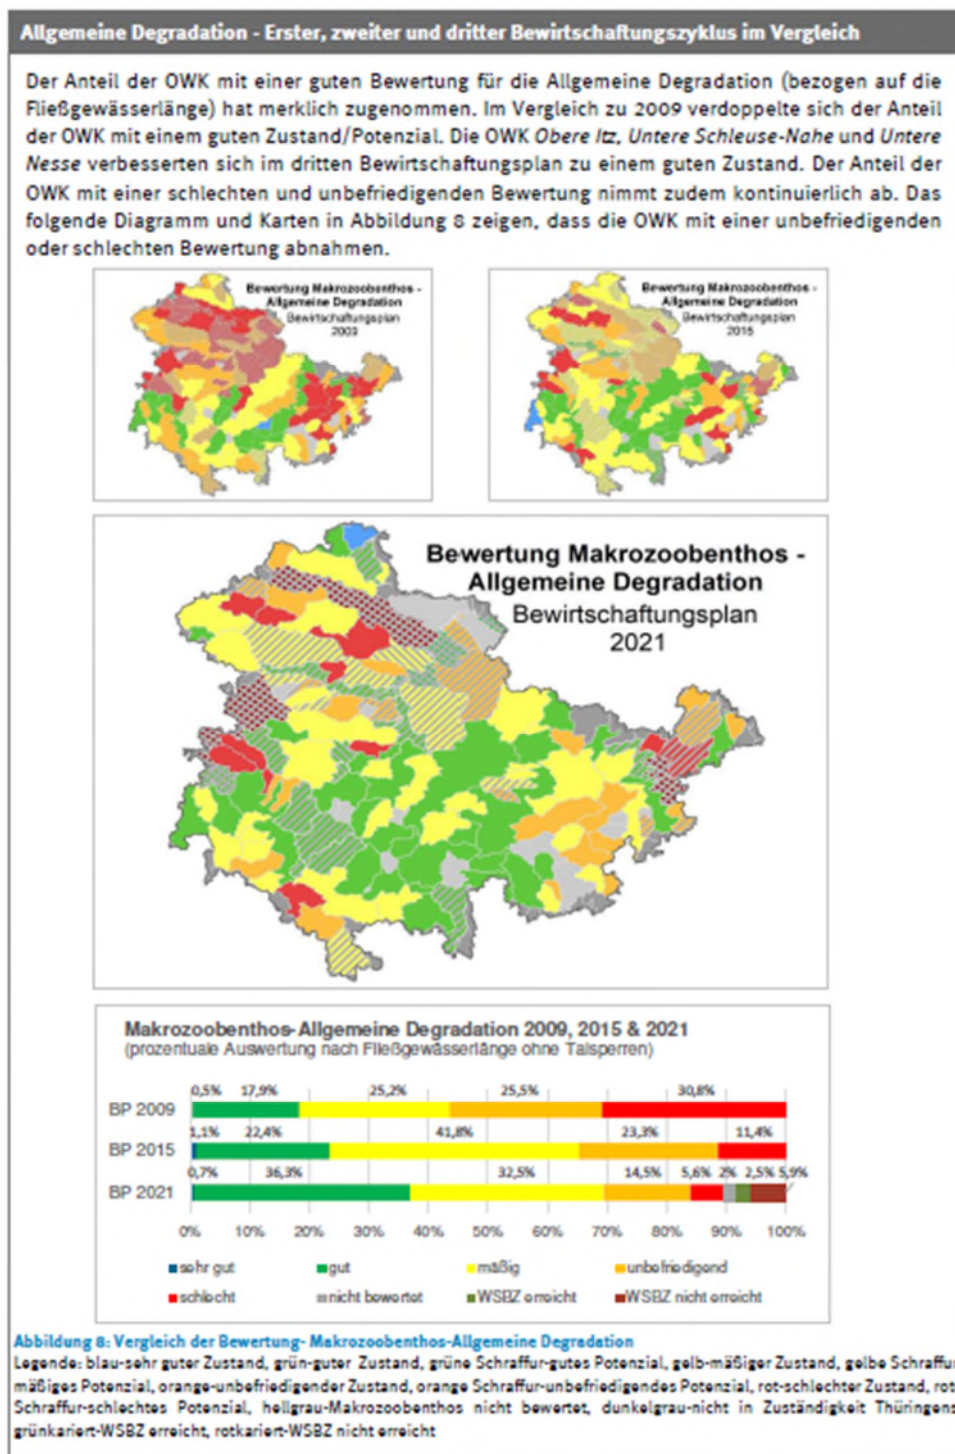 Allgemeine Degradation - Erster, zweiter und dritter Bewirtschaftungszyklus im Vergleich
Der Anteil der OWK mit einer guten Bewertung für die Allgemeine Degradation (bezogen auf die
Fließgewässerlänge) hat merklich zugenommen. Im Vergleich zu 2009 verdoppelte sich der Anteil
der OWK mit einem guten Zustand/Potenzial. Die OWK Obere Itz, Untere Schleuse-Nahe und Untere
Nesse verbesserten sich im dritten Bewirtschaftungsplan zu einem guten Zustand. Der Anteil der
OWK mit einer schlechten und unbefriedigenden Bewertung nimmt zudem kontinuierlich ab. Das
folgende Diagramm und Karten in Abbildung 8 zeigen, dass die OWK mit einer unbefriedigenden
oder schlechten Bewertung abnahmen.
Bewertung Makrozoobenthos -
Allgemeine Degradation
Bewirtschaftungsplan
2009
Bewertung Makrozoobenthos -
Allgemeine Degradation
Bewirtschaftungsplan
2015
Bewertung Makrozoobenthos -
Allgemeine Degradation
Bewirtschaftungsplan
2021
Makrozoobenthos-Allgemeine Degradation 2009, 2015 & 2021
(prozentuale Auswertung nach Fließgewässerlänge ohne Talsperren)
0,5% 17,9% 25,2% 25,5% 30,8%
BP 2009
1,1% 22,4% 41,8% 23,3% 11,4%
BP 2015
0,7% 36,3% 32,5% 14,5% 5,6% 2% 2,5% 5,9%
BP 2021
0% 10% 20% 30% 40% 50% 60% 70% 80% 90% 100%
sehr gut gut mäßig unbefriedigend
schlecht nicht bewertet WSBZ erreicht WSBZ nicht erreicht
Abbildung 8: Vergleich der Bewertung- Makrozoobenthos-Allgemeine Degradation
Legende: blau-sehr guter Zustand, grün-guter Zustand, grüne Schraffur-gutes Potenzial, gelb-mäßiger Zustand, gelbe Schraffur
mäßiges Potenzial, orange-unbefriedigender Zustand, orange Schraffur-unbefriedigendes Potenzial, rot-schlechter Zustand, rot
Schraffur-schlechtes Potenzial, hellgrau-Makrozoobenthos nicht bewertet, dunkelgrau-nicht in Zuständigkeit Thüringens
grünkariert-WSBZ erreicht, rotkariert-WSBZ nicht erreicht